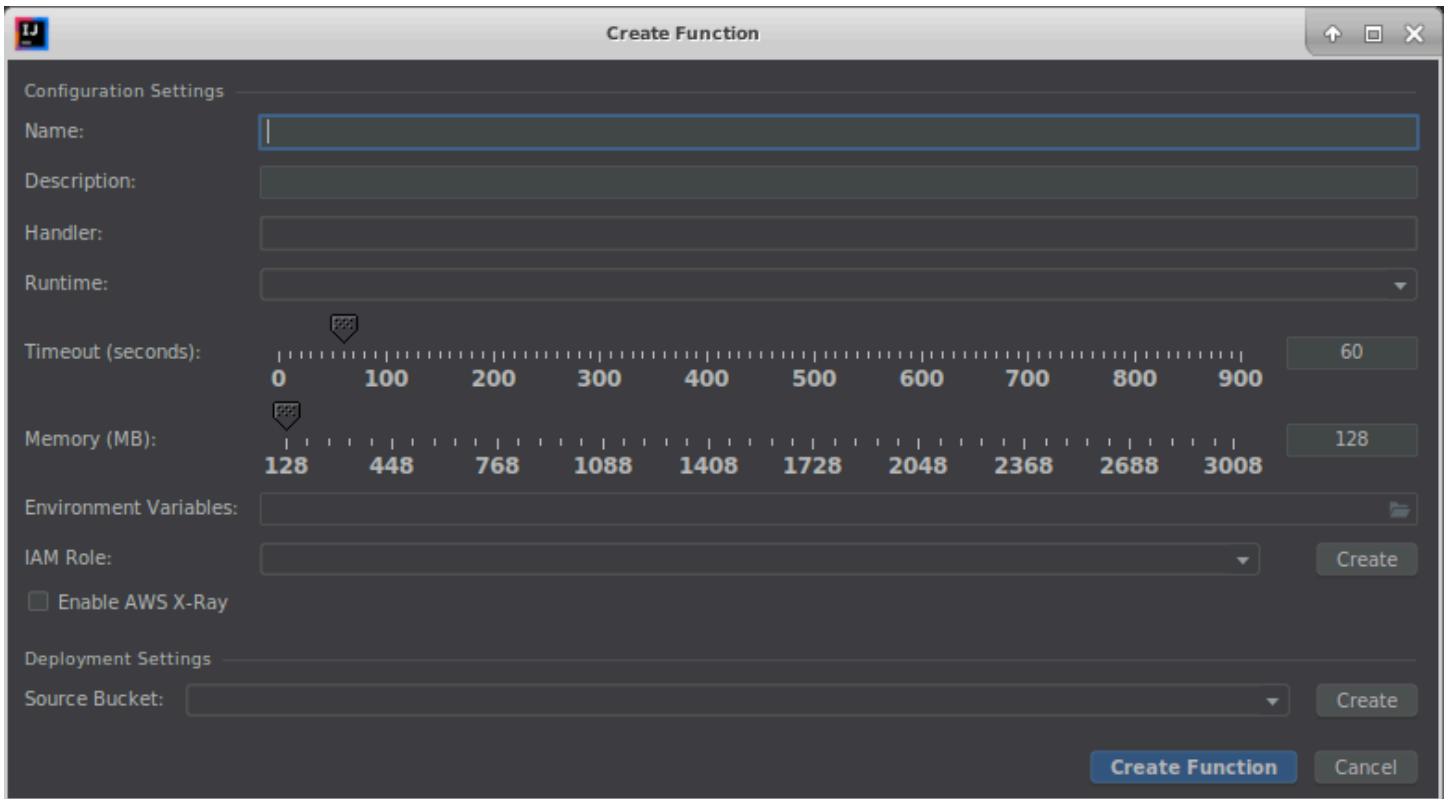 IJ
Create Function
Configuration Settings
Name:
Description:
Handler:
Runtime:
Timeout (seconds):
0 100 200 300 400 500 600 700 800 900
60
Memory (MB):
128 448 768 1088 1408 1728 2048 2368 2688 3008
128
Environment Variables:
IAM Role:
Create
Enable AWS X-Ray
Deployment Settings
Source Bucket:
Create
Create Function
Cancel